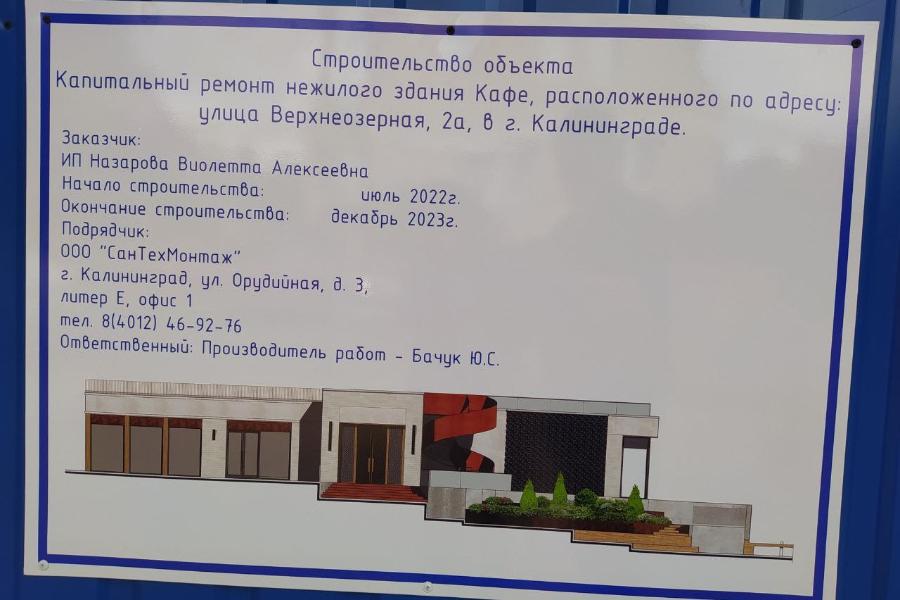 Строительство объекта
Капитальный ремонт нежилого здания Кафе, расположенного по адресу:
улица Верхнеозерная, 2а, в г. Калининграде.
Заказчик:
ИП Назарова Виолетта Алексеевна
Начало строительства: июль 2022г.
Окончание строительства: декабрь 2023г.
Подрядчик:
ООО "СанТехМонтаж"
г. Калининград, ул. Орудийная, д. 3,
литер Е, офис 1
тел. 8(4012) 46-92-76
Ответственный: Производитель работ - Бачук Ю.С.